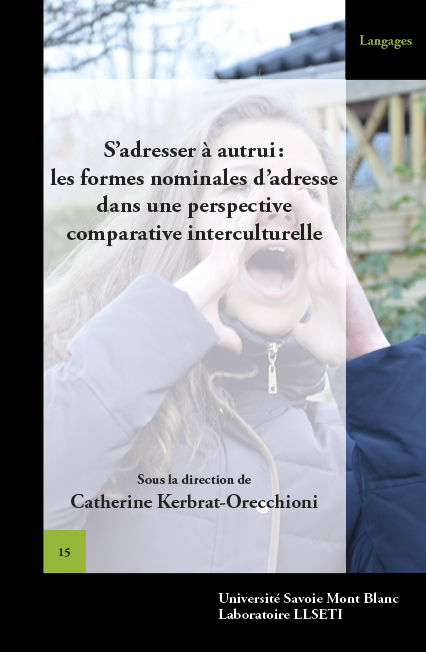 Langages
S’adresser à autrui :
les formes nominales d’adresse
dans une perspective
comparative interculturelle
Sous la direction de
Catherine Kerbrat-Orecchioni
15
Université Savoie Mont Blanc
Laboratoire LLSETI